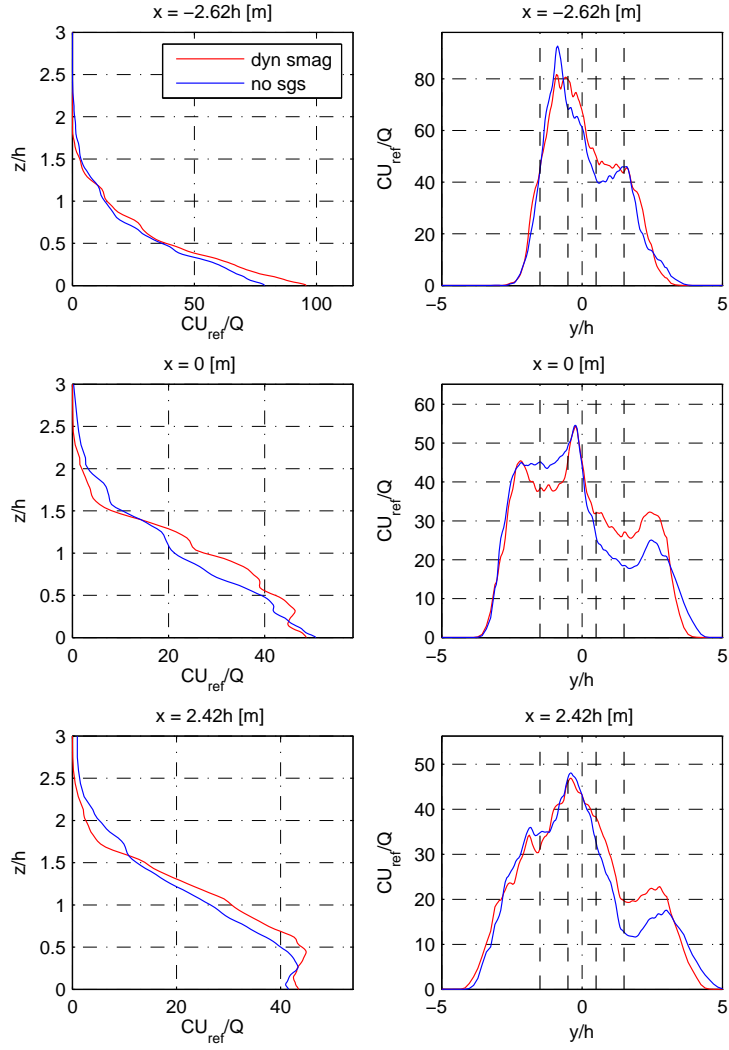 x = −2.62h [m]
3
2.5
2
1.5
1
0.5
0
z/h
dyn smag
no sgs
0 50 100
CU_ref/Q
x = −2.62h [m]
80
60
40
20
0
CU_ref/Q
−5 0 5
y/h
x = 0 [m]
3
2.5
2
1.5
1
0.5
0
z/h
0 20 40
CU_ref/Q
x = 0 [m]
60
50
40
30
20
10
0
CU_ref/Q
−5 0 5
y/h
x = 2.42h [m]
3
2.5
2
1.5
1
0.5
0
z/h
0 20 40
CU_ref/Q
x = 2.42h [m]
50
40
30
20
10
0
CU_ref/Q
−5 0 5
y/h